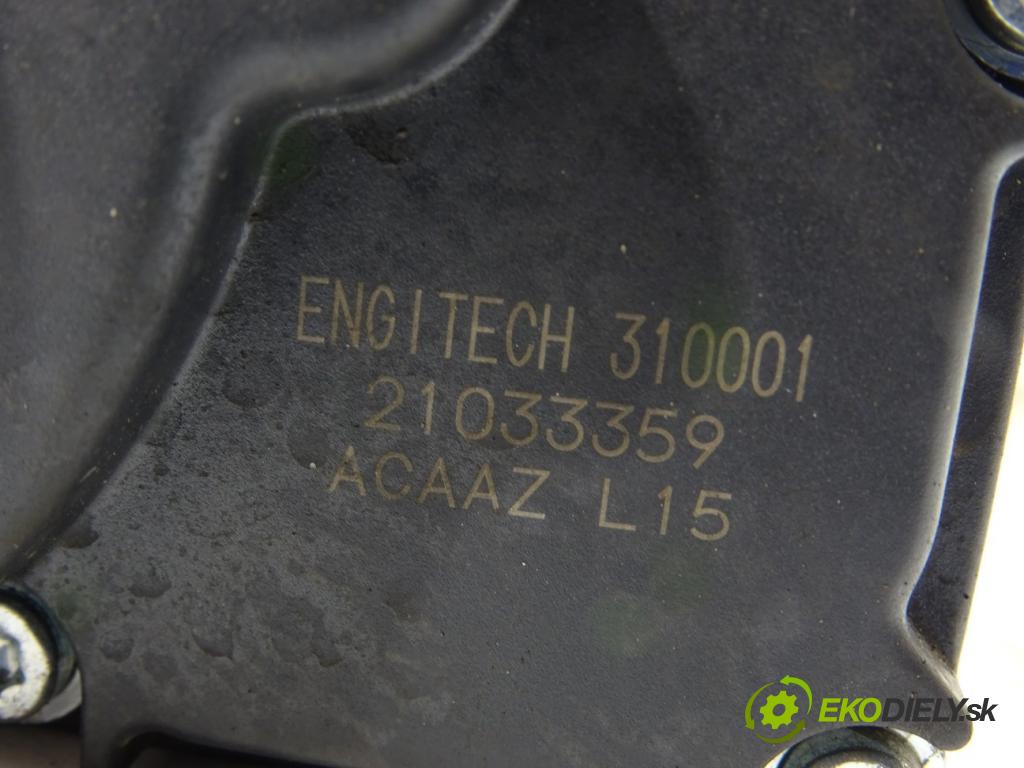 ENGITECH 310001
21033359
ACAAZ L15
EKODIELY.sk